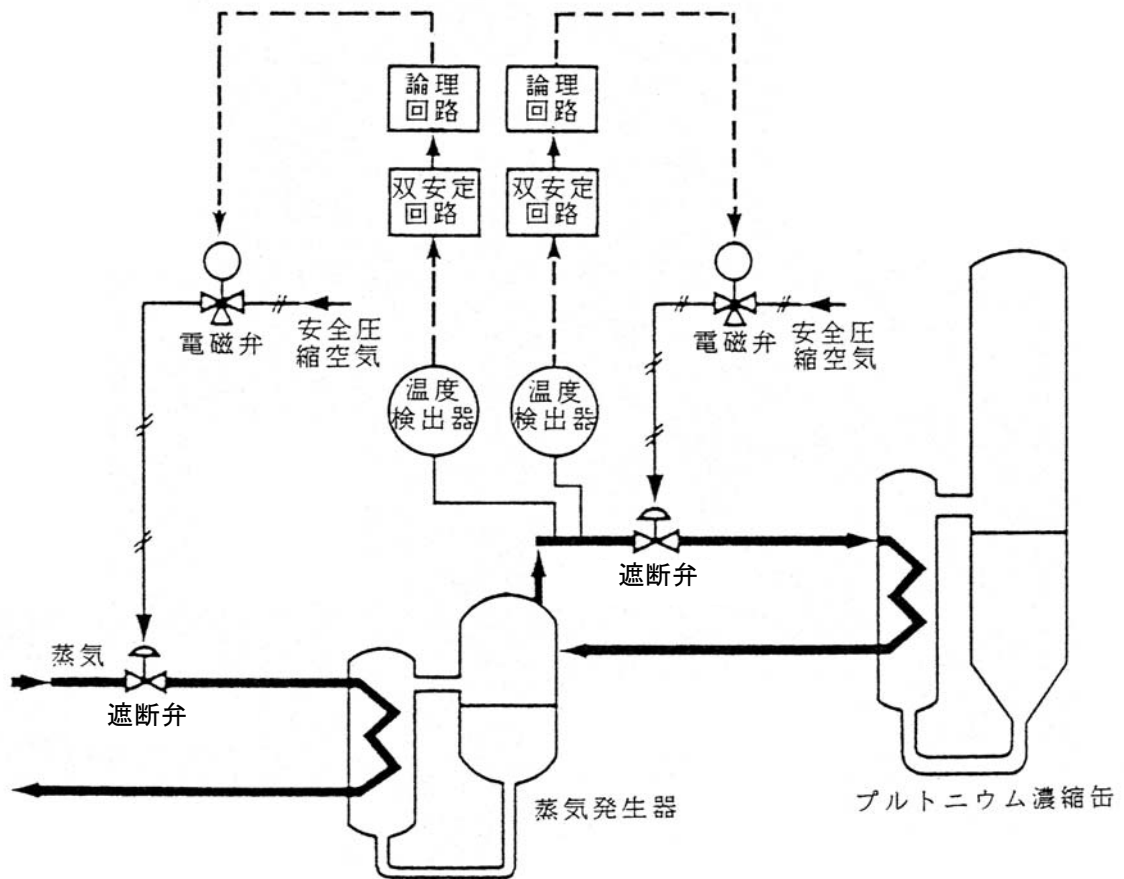 論理
回路
論理
回路
双安定
回路
双安定
回路
電磁弁
安全圧
縮空気
電磁弁
安全圧
縮空気
温度
検出器
温度
検出器
遮断弁
蒸気
遮断弁
蒸気発生器
プルトニウム濃縮缶